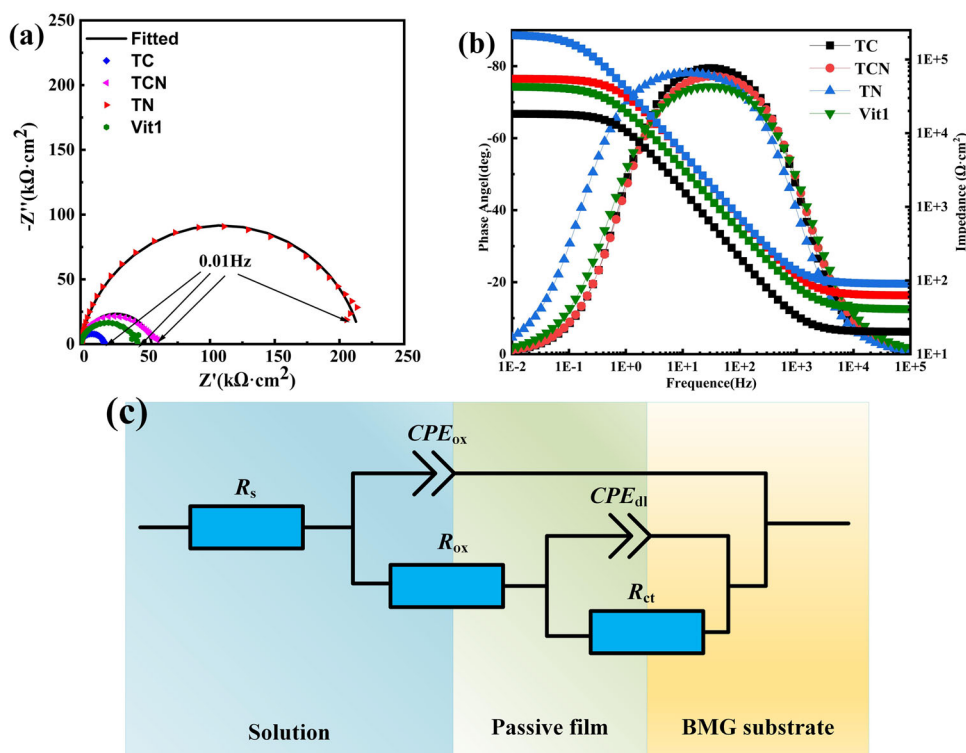 (a)
250
200
150
100
50
0
-Z''(kΩ·cm²)
Fitted
TC
TCN
TN
Vit1
0.01Hz
0 50 100 150 200 250
Z'(kΩ·cm²)
(b)
-80
-60
-40
-20
0
Phase Angel(deg.)
TC
TCN
TN
Vit1
1E+5
1E+4
1E+3
1E+2
1E+1
Impedance (Ω·cm²)
1E-2 1E-1 1E+0 1E+1 1E+2 1E+3 1E+4 1E+5
Frequence(Hz)
(c)
CPEox
Rs
CPEdl
Rox
Rct
Solution Passive film BMG substrate